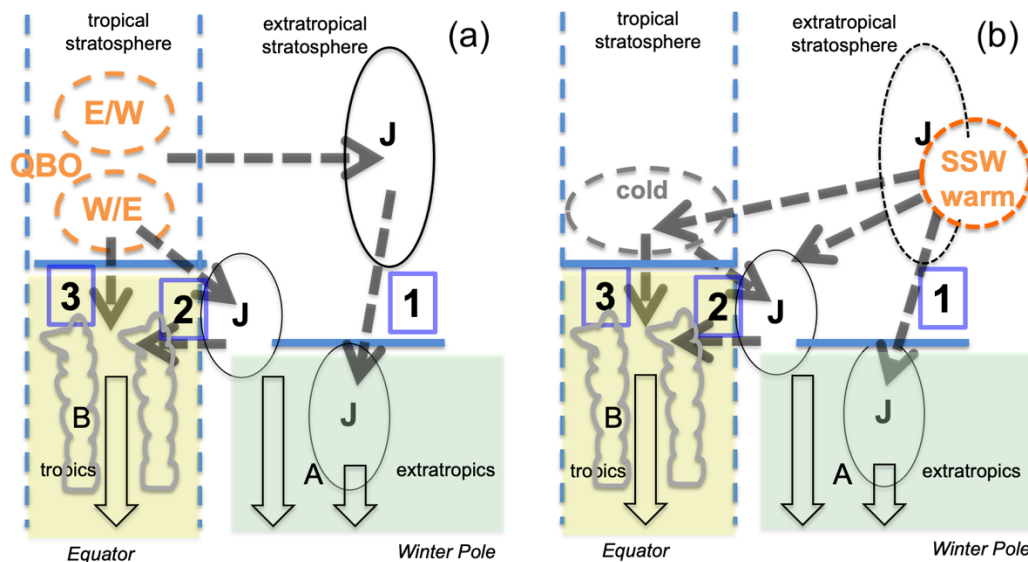 tropical
stratosphere
extratropical
stratosphere
(a)
E/W
QBO
W/E
J
3
2
J
1
J
B
tropics
A
extratropics
Equator
Winter Pole
tropical
stratosphere
extratropical
stratosphere
(b)
J
SSW
warm
cold
3
2
J
1
J
B
tropics
A
extratropics
Equator
Winter Pole